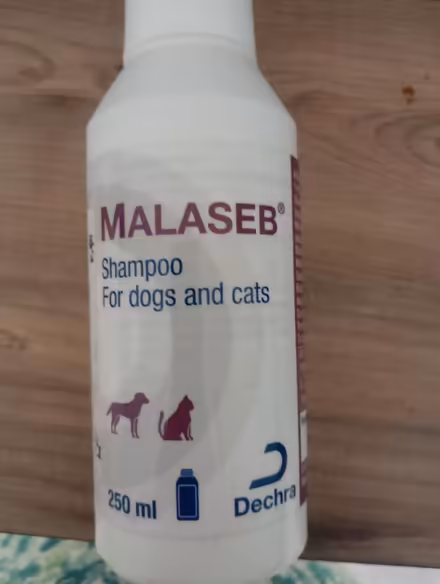 MALASEB®
Shampoo
For dogs and cats
250 ml
Dechra